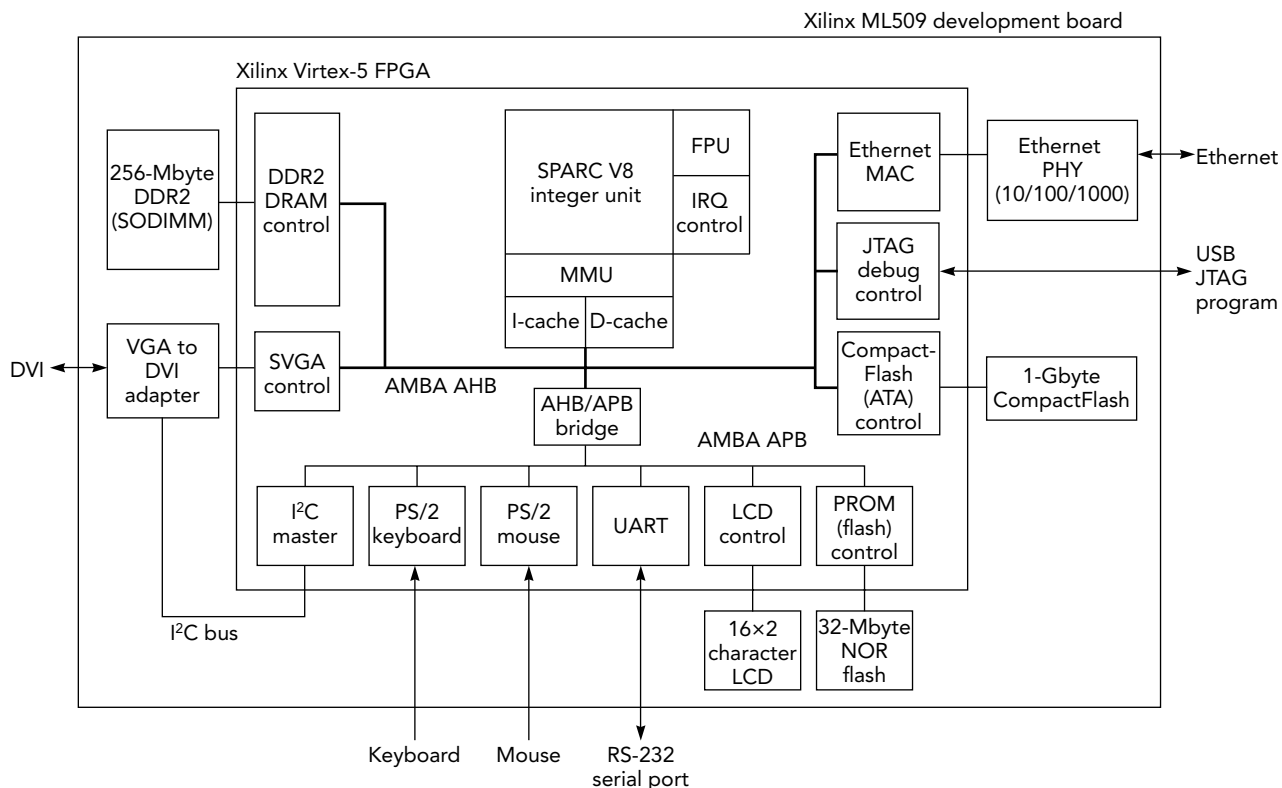 Xilinx ML509 development board
Xilinx Virtex-5 FPGA
256-Mbyte
DDR2
(SODIMM)
DDR2
DRAM
control
SPARC V8
integer unit
FPU
IRQ
control
MMU
I-cache
D-cache
Ethernet
MAC
Ethernet
PHY
(10/100/1000)
Ethernet
JTAG
debug
control
USB
JTAG
program
DVI
VGA to
DVI
adapter
SVGA
control
AMBA AHB
Compact-
Flash
(ATA)
control
1-Gbyte
CompactFlash
AHB/APB
bridge
AMBA APB
I²C
master
PS/2
keyboard
PS/2
mouse
UART
LCD
control
PROM
(flash)
control
I²C bus
16×2
character
LCD
32-Mbyte
NOR
flash
Keyboard
Mouse
RS-232
serial port